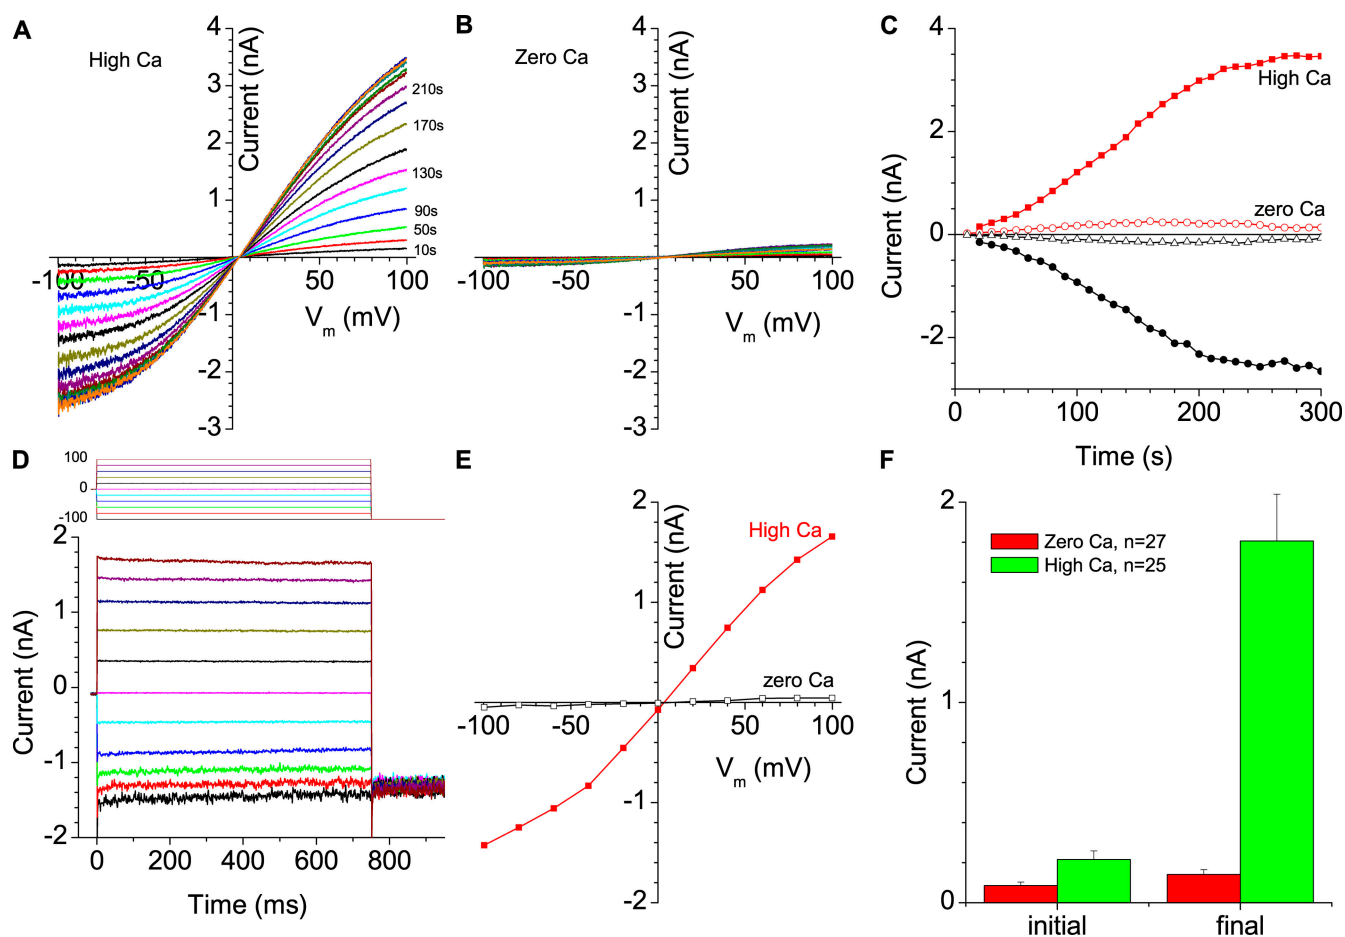 A
High Ca
4
3
2
1
-1
-2
-3
Current (nA)
210s
170s
130s
90s
50s
10s
-100
-50
50
100
Vm (mV)
B
Zero Ca
4
3
2
1
-1
-2
-3
Current (nA)
-100
-50
50
100
Vm (mV)
C
4
2
0
-2
Current (nA)
High Ca
zero Ca
0
100
200
300
Time (s)
D
100
0
-100
2
1
0
-1
-2
Current (nA)
0
200
400
600
800
Time (ms)
E
2
1
-1
-2
Current (nA)
High Ca
zero Ca
-100
-50
50
100
Vm (mV)
F
2
1
0
Current (nA)
Zero Ca, n=27
High Ca, n=25
initial
final